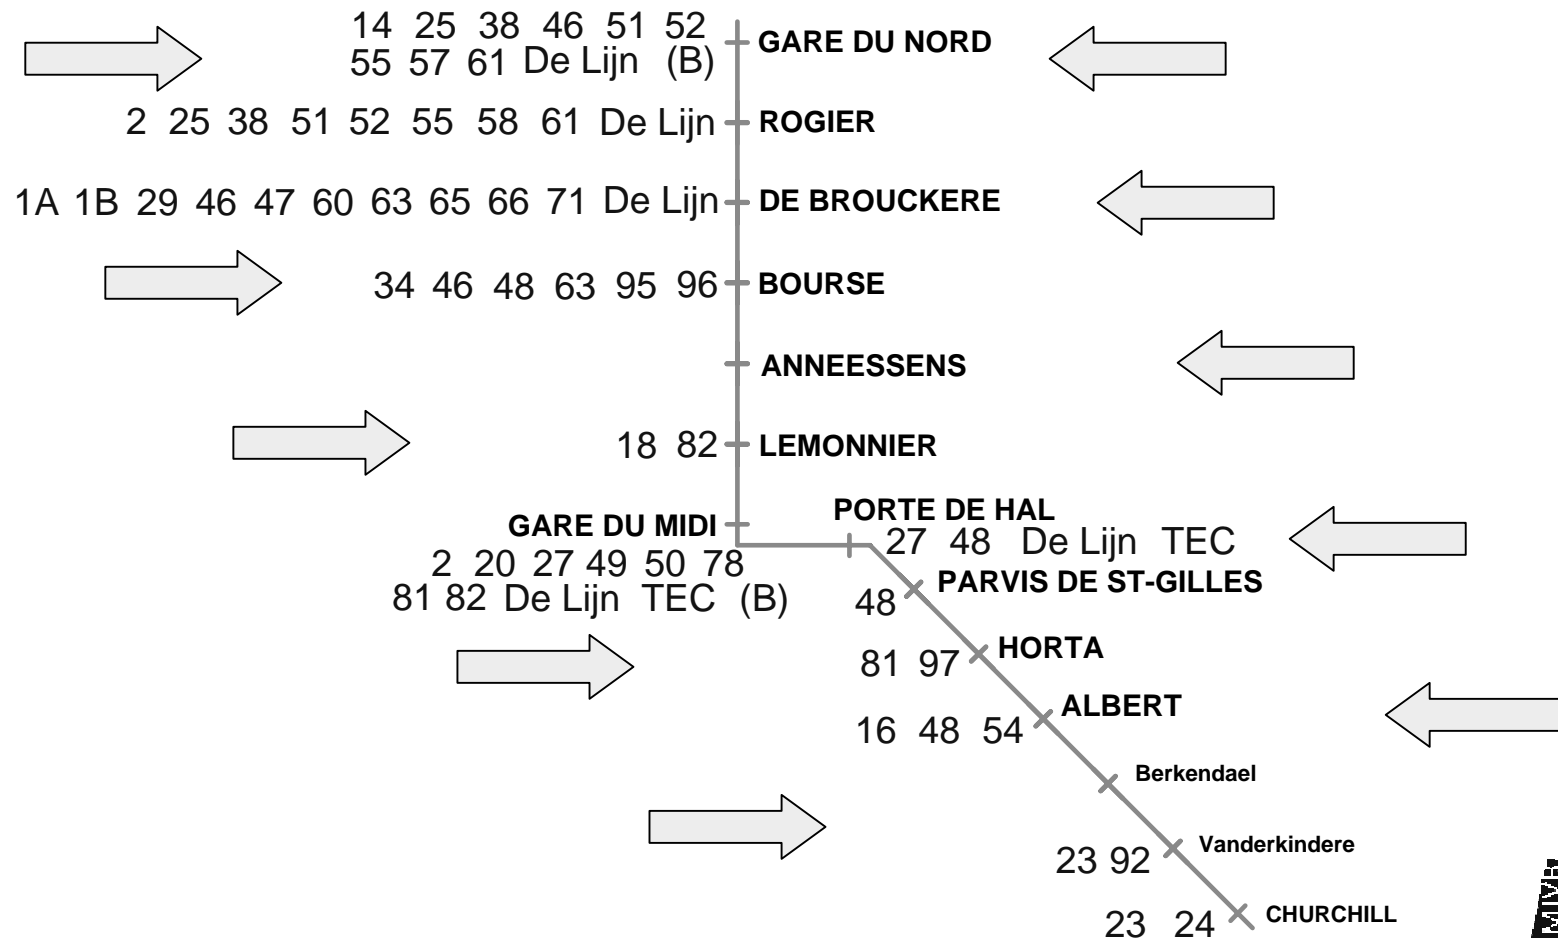 14 25 38 46 51 52
GARE DU NORD
55 57 61 De Lijn (B)
2 25 38 51 52 55 58 61 De Lijn ROGIER
1A 1B 29 46 47 60 63 65 66 71 De Lijn DE BROUCKERE
34 46 48 63 95 96 BOURSE
ANNEESSENS
18 82 LEMONNIER
GARE DU MIDI
2 20 27 49 50 78
81 82 De Lijn TEC (B)
PORTE DE HAL
27 48 De Lijn TEC
PARVIS DE ST-GILLES
48
HORTA
81 97
ALBERT
16 48 54
Berkendael
Vanderkindere
23 92
CHURCHILL
23 24